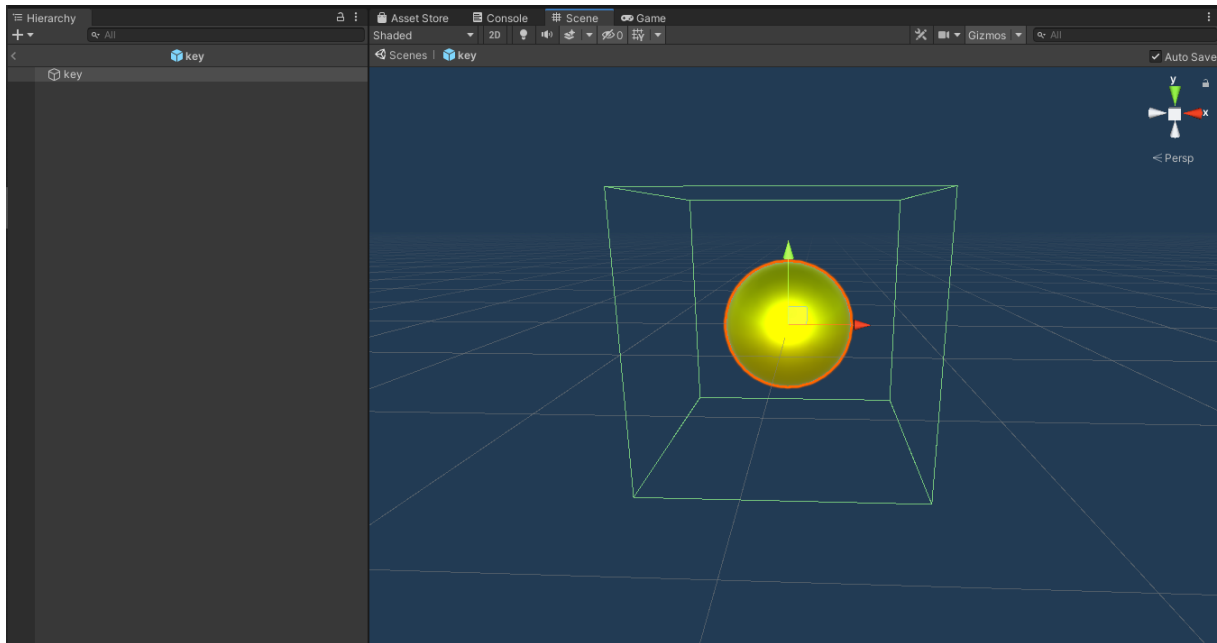 Hierarchy
All
key
key
Asset Store
Console
Scene
Game
Shaded
2D
0
Gizmos
All
Scenes
key
Auto Save
y
x
Persp